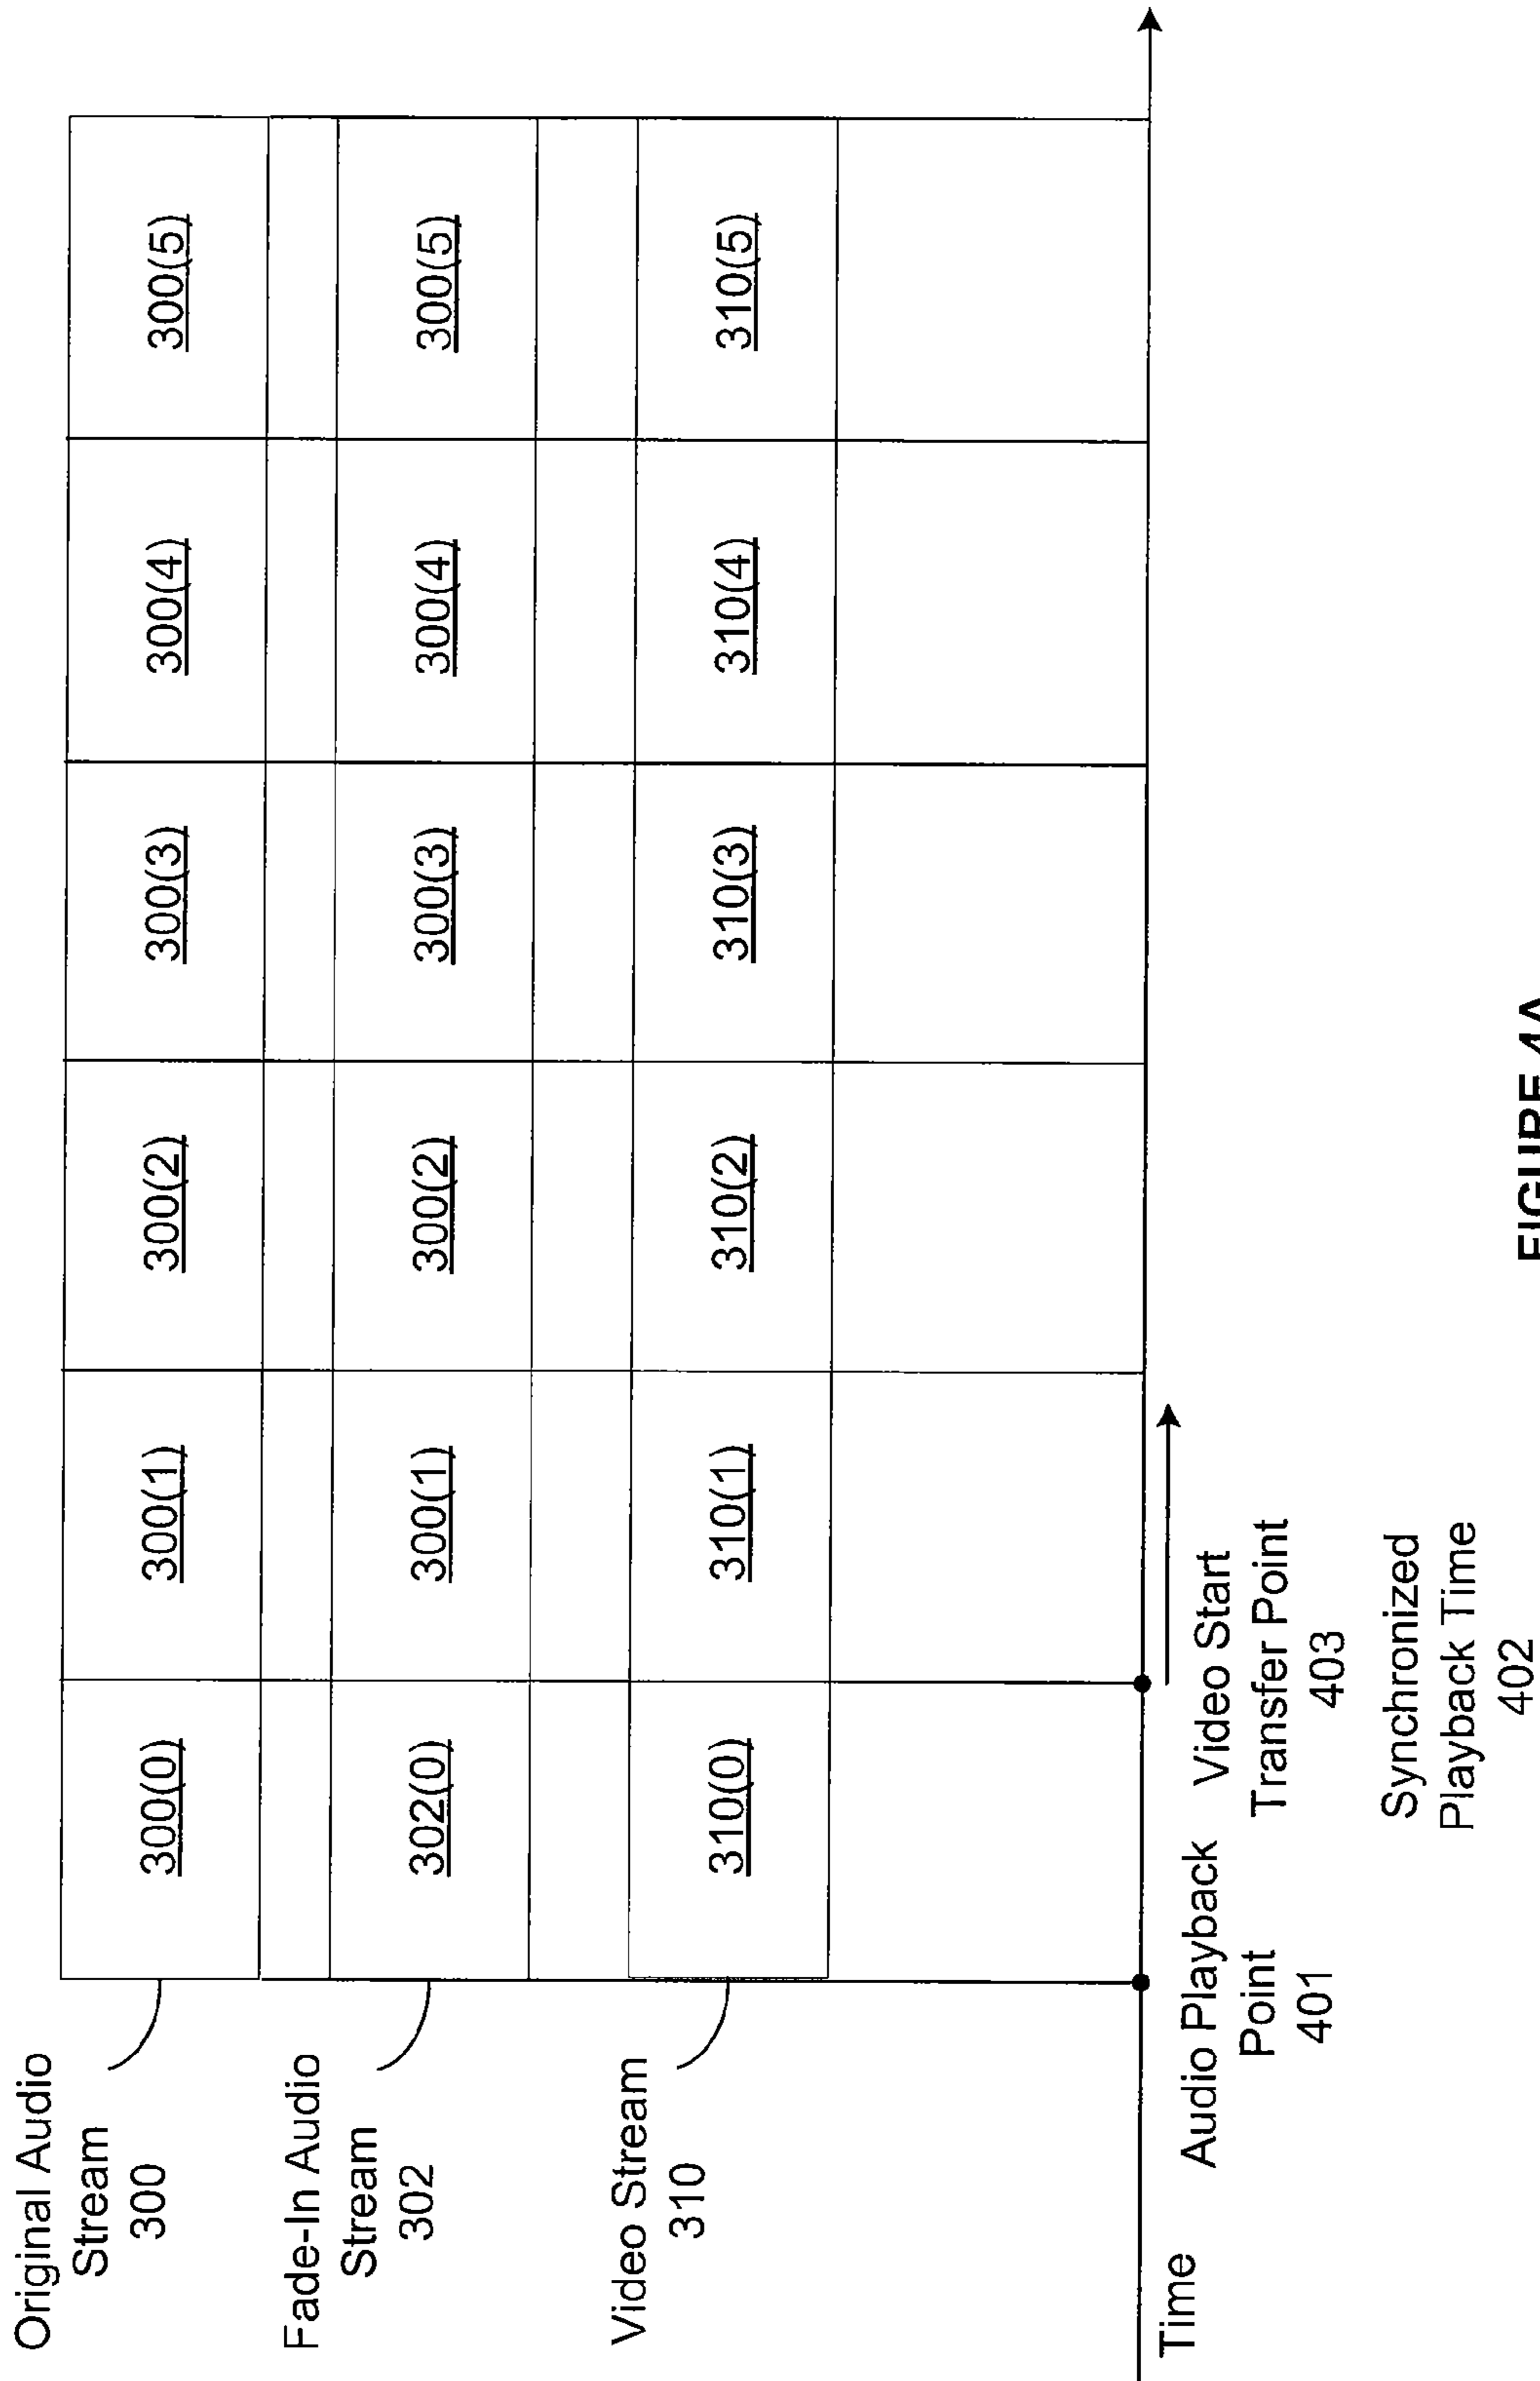 Original Audio
Stream
300
300(0)
300(1)
300(2)
300(3)
300(4)
300(5)
Fade-In Audio
Stream
302
302(0)
300(1)
300(2)
300(3)
300(4)
300(5)
Video Stream
310
310(0)
310(1)
310(2)
310(3)
310(4)
310(5)
Time
Audio Playback
Point
401
Video Start
Transfer Point
403
Synchronized
Playback Time
402
FIGURE 4A